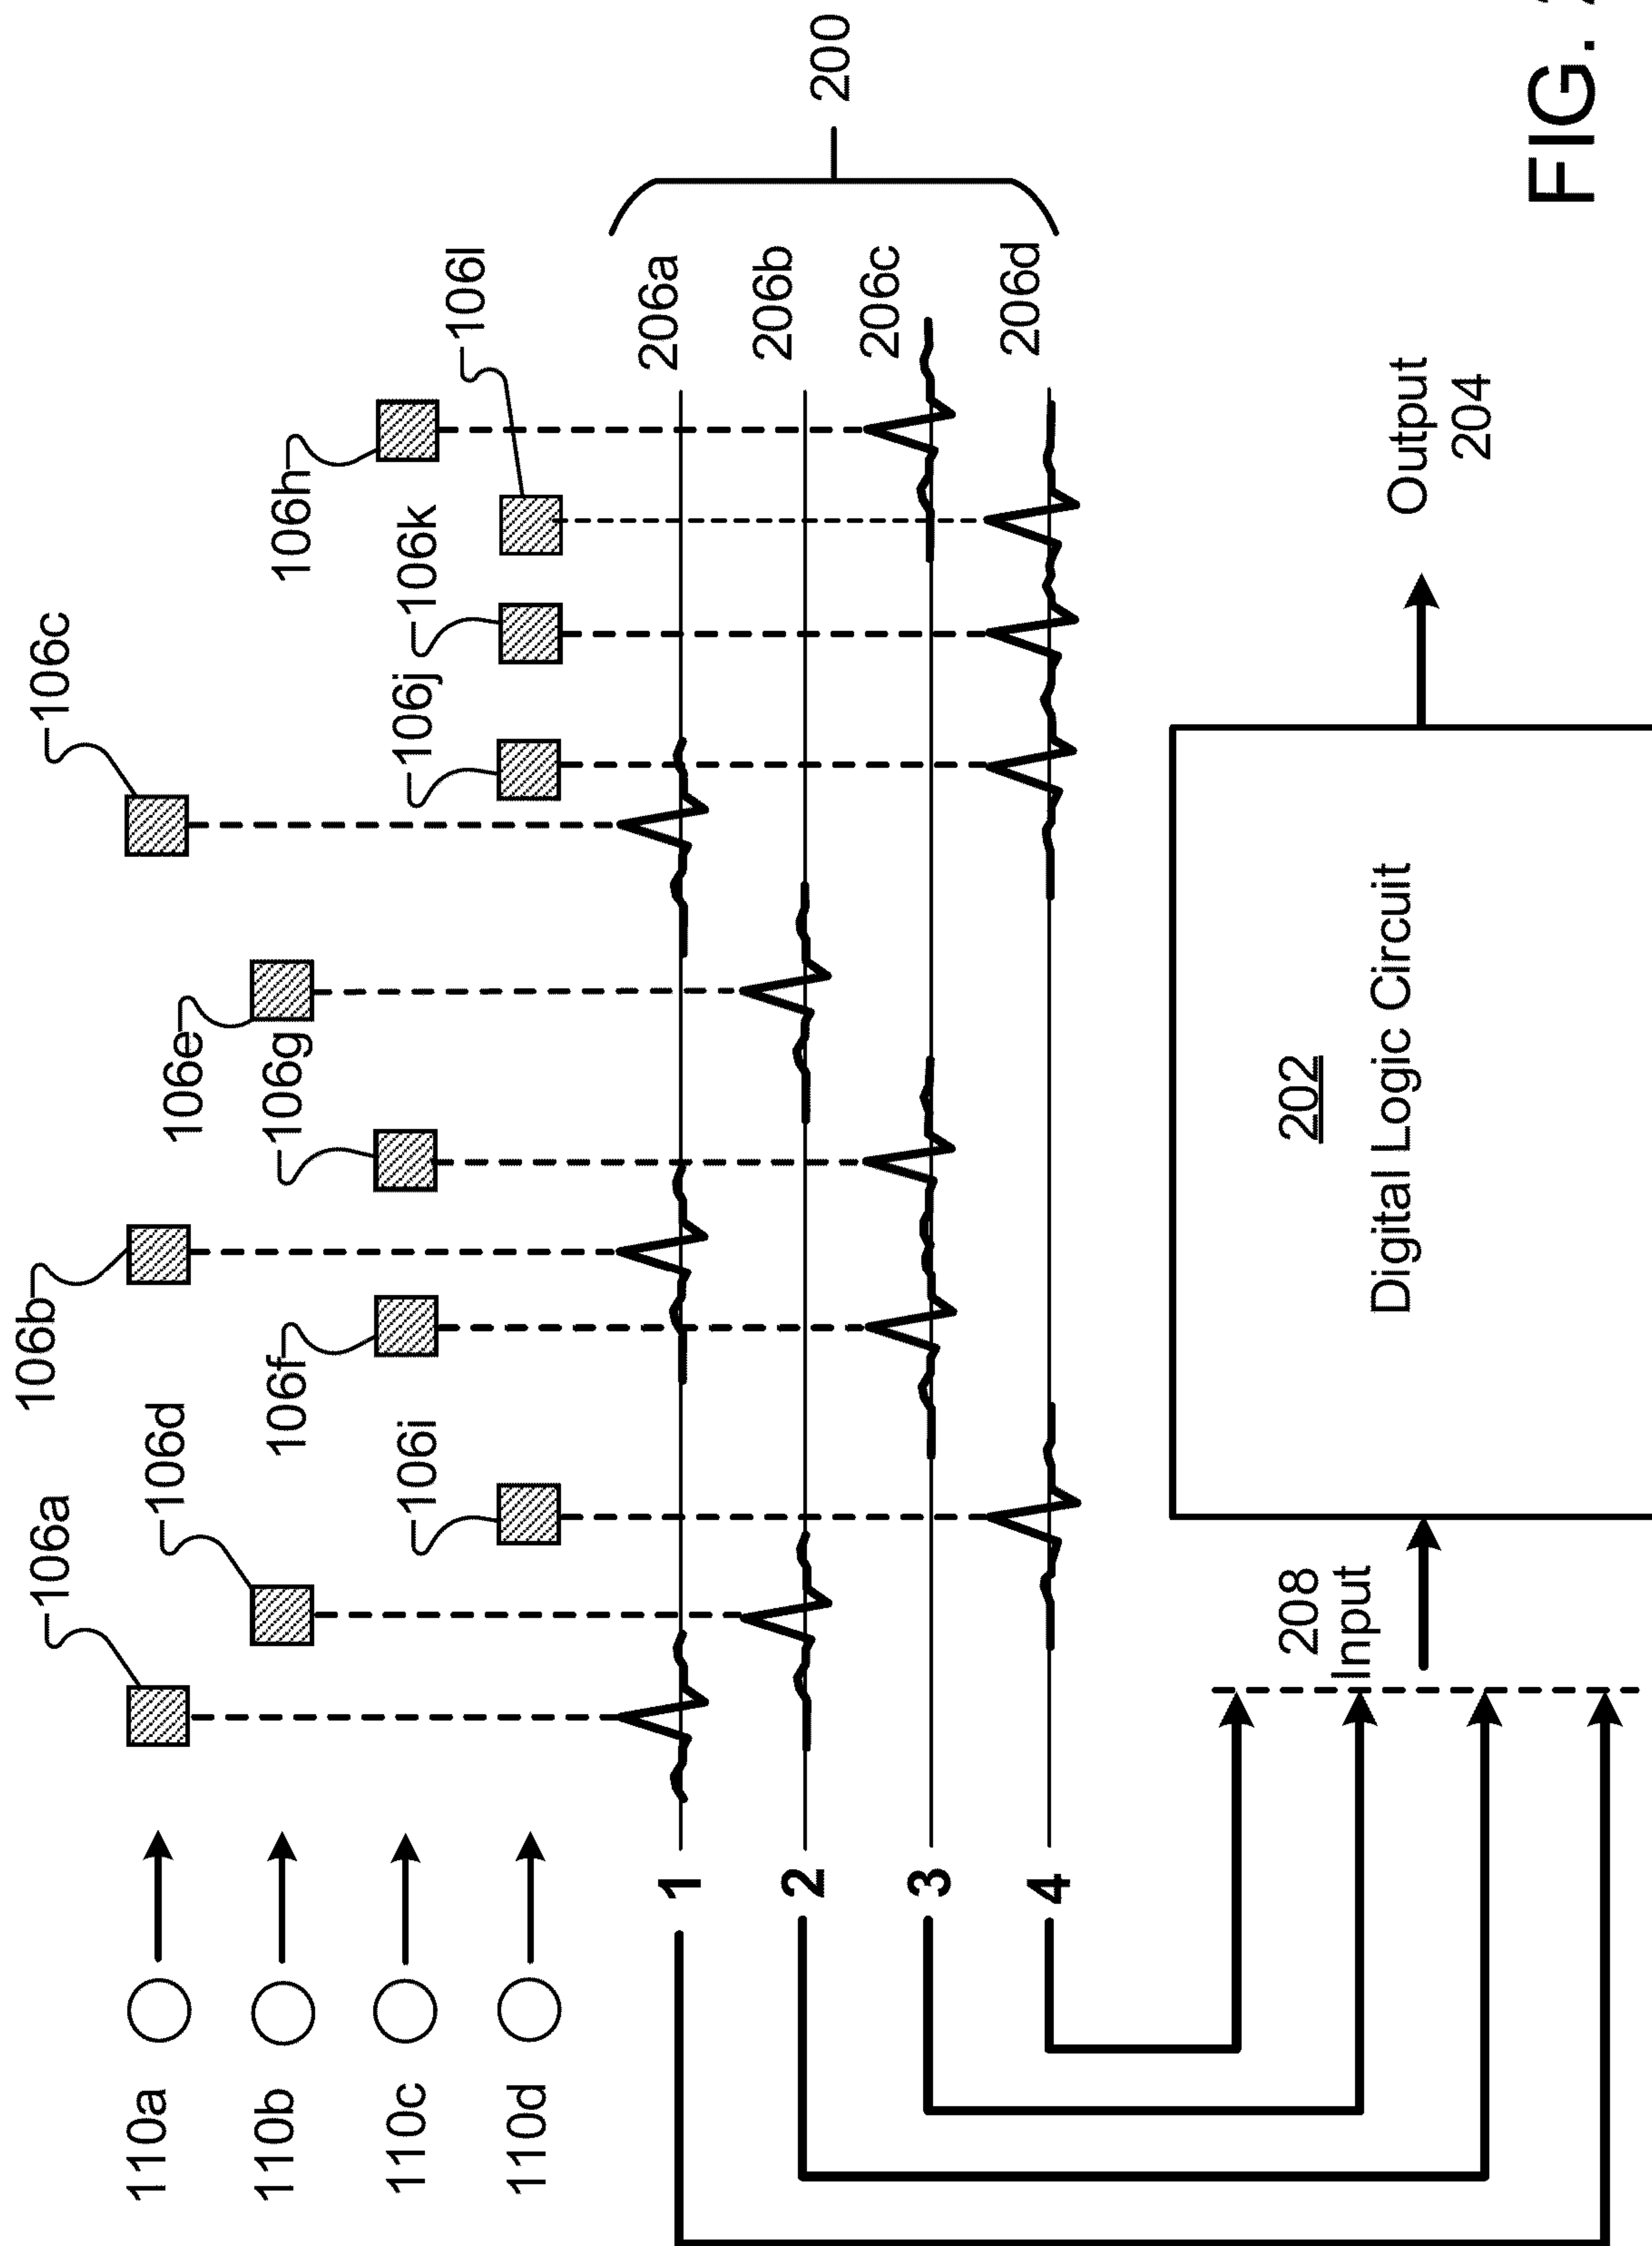 106c
106b
106a
106d
106e
106g
106h
106l
106k
106j
106f
106i
110a
110b
110c
110d
1
2
3
4
206a
206b
206c
206d
200
208
Input
202
Digital Logic Circuit
Output
204
FIG.